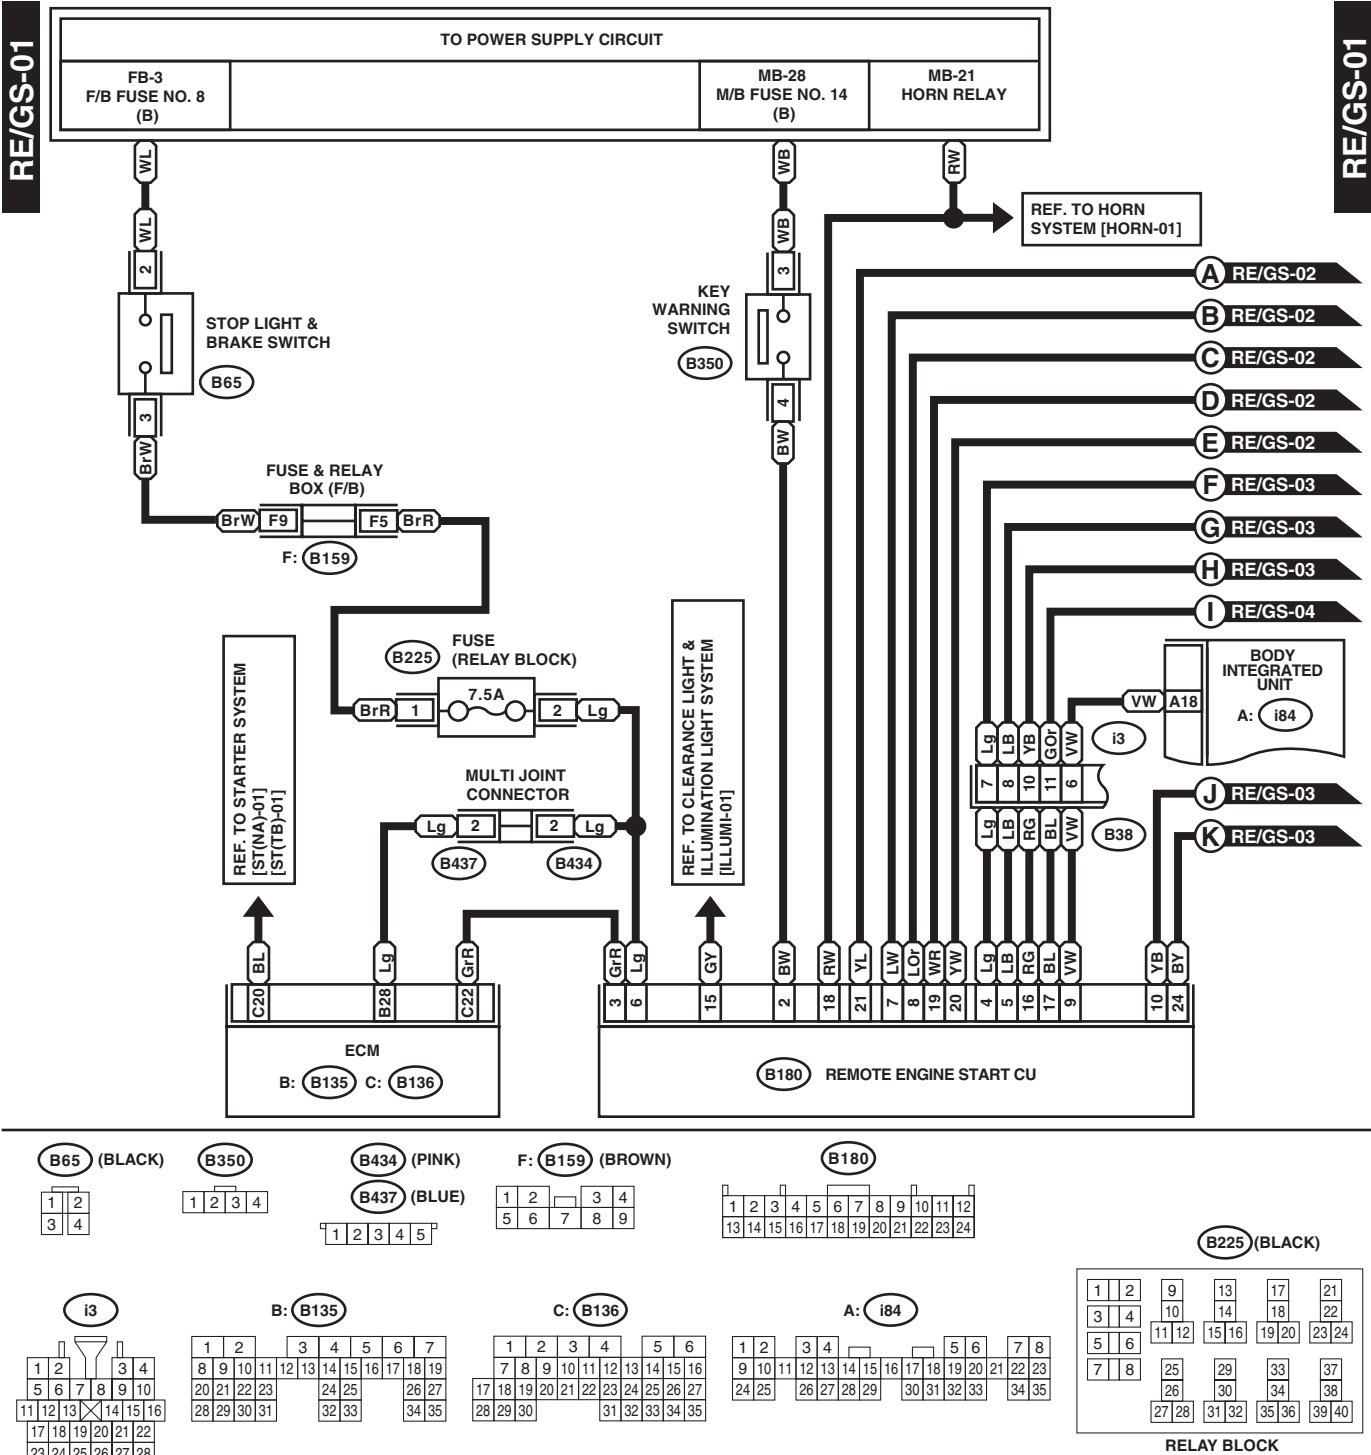 RE/GS-01
RE/GS-01
TO POWER SUPPLY CIRCUIT
FB-3
F/B FUSE NO. 8
(B)
MB-28
M/B FUSE NO. 14
(B)
MB-21
HORN RELAY
WL
WB
RW
WL
WB
REF. TO HORN
SYSTEM [HORN-01]
2
3
A RE/GS-02
B RE/GS-02
C RE/GS-02
D RE/GS-02
E RE/GS-02
F RE/GS-03
G RE/GS-03
H RE/GS-03
I RE/GS-04
STOP LIGHT &
BRAKE SWITCH
B65
KEY
WARNING
SWITCH
B350
3
4
BrW
BW
FUSE & RELAY
BOX (F/B)
BrW F9 F5 BrR
F: B159
REF. TO STARTER SYSTEM
[ST(NA)-01]
[ST(TB)-01]
B225
FUSE
(RELAY BLOCK)
7.5A
BrR 1 2 Lg
MULTI JOINT
CONNECTOR
Lg 2 2 Lg
B437 B434
REF. TO CLEARANCE LIGHT &
ILLUMINATION LIGHT SYSTEM
[ILLUMI-01]
BODY
INTEGRATED
UNIT
A: i84
VW A18
Lg LB YB GOr VW
i3
7 8 10 11 6
Lg LB RG BL VW
B38
J RE/GS-03
K RE/GS-03
BL Lg GrR GrR Lg GY BW RW YL LW LOr WR YW Lg LB RG BL VW YB BY
C20 B28 C22 3 6 15 2 18 21 7 8 19 20 4 5 16 17 9 10 24
ECM
B: B135 C: B136
B180 REMOTE ENGINE START CU
B65 (BLACK)
1 2
3 4
B350
1 2 3 4
B434 (PINK)
B437 (BLUE)
1 2 3 4 5
F: B159 (BROWN)
1 2 3 4
5 6 7 8 9
B180
1 2 3 4 5 6 7 8 9 10 11 12
13 14 15 16 17 18 19 20 21 22 23 24
B225 (BLACK)
1 2 9 13 17 21
3 4 10 14 18 22
5 6 11 12 15 16 19 20 23 24
7 8 25 29 33 37
26 30 34 38
27 28 31 32 35 36 39 40
RELAY BLOCK
i3
1 2 3 4
5 6 7 8 9 10
11 12 13 14 15 16
17 18 19 20 21 22
23 24 25 26 27 28
B: B135
1 2 3 4 5 6 7
8 9 10 11 12 13 14 15 16 17 18 19
20 21 22 23 24 25 26 27
28 29 30 31 32 33 34 35
C: B136
1 2 3 4 5 6
7 8 9 10 11 12 13 14 15 16
17 18 19 20 21 22 23 24 25 26 27
28 29 30 31 32 33 34 35
A: i84
1 2 3 4 5 6 7 8
9 10 11 12 13 14 15 16 17 18 19 20 21 22 23
24 25 26 27 28 29 30 31 32 33 34 35